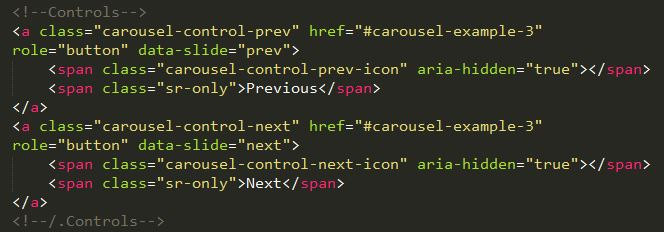 <!--Controls-->
<a class="carousel-control-prev" href="#carousel-example-3"
role="button" data-slide="prev">
    <span class="carousel-control-prev-icon" aria-hidden="true"></span>
    <span class="sr-only">Previous</span>
</a>
<a class="carousel-control-next" href="#carousel-example-3"
role="button" data-slide="next">
    <span class="carousel-control-next-icon" aria-hidden="true"></span>
    <span class="sr-only">Next</span>
</a>
<!--/.Controls-->